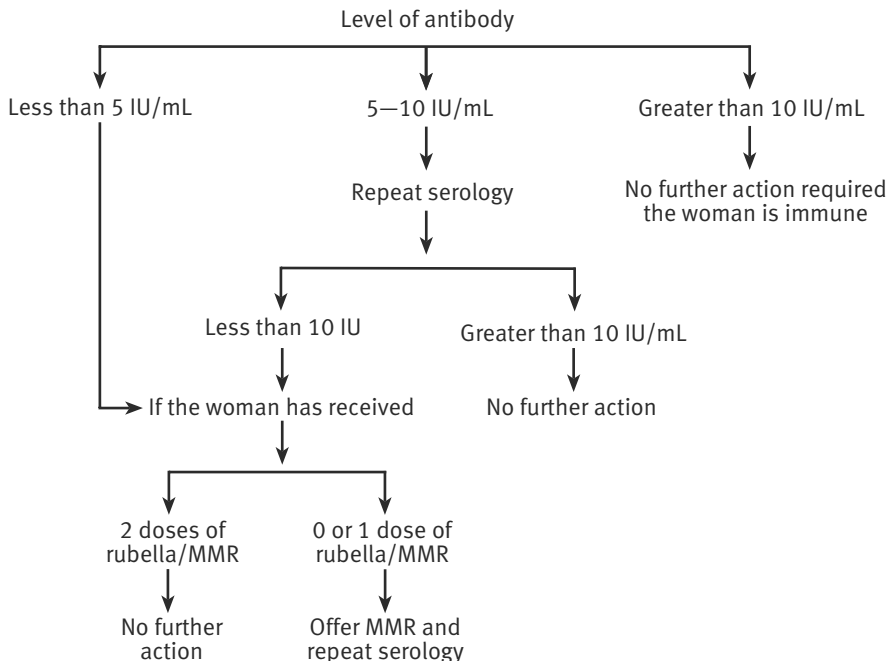 Level of antibody
Less than 5 IU/mL
5—10 IU/mL
Greater than 10 IU/mL
Repeat serology
No further action required
the woman is immune
Less than 10 IU
Greater than 10 IU/mL
If the woman has received
No further action
2 doses of
rubella/MMR
0 or 1 dose of
rubella/MMR
No further
action
Offer MMR and
repeat serology